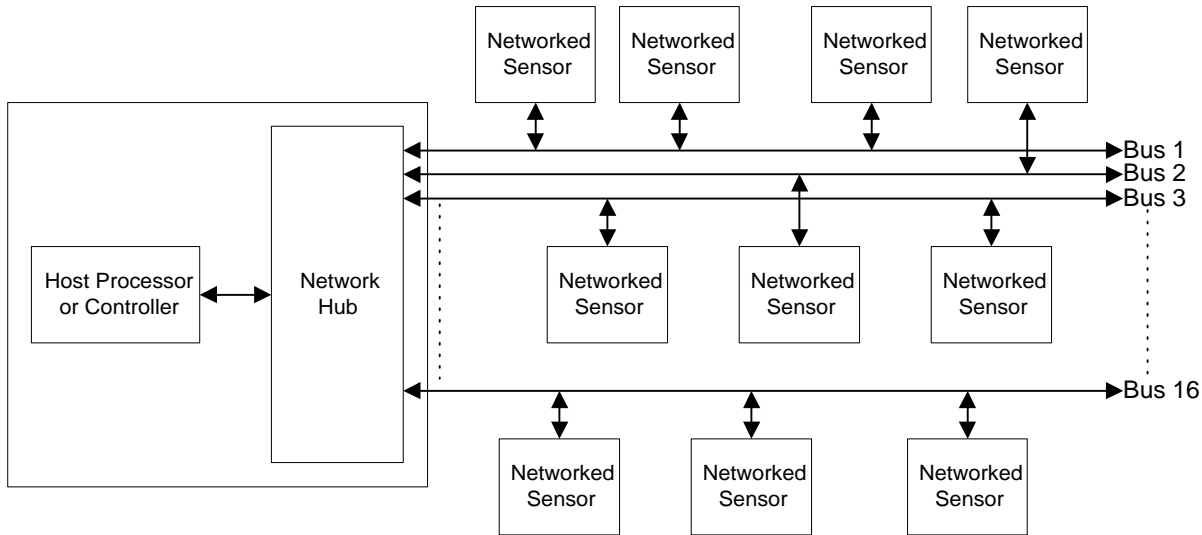 Networked
Sensor
Networked
Sensor
Networked
Sensor
Networked
Sensor
Bus 1
Bus 2
Bus 3
Host Processor
or Controller
Network
Hub
Networked
Sensor
Networked
Sensor
Networked
Sensor
Bus 16
Networked
Sensor
Networked
Sensor
Networked
Sensor